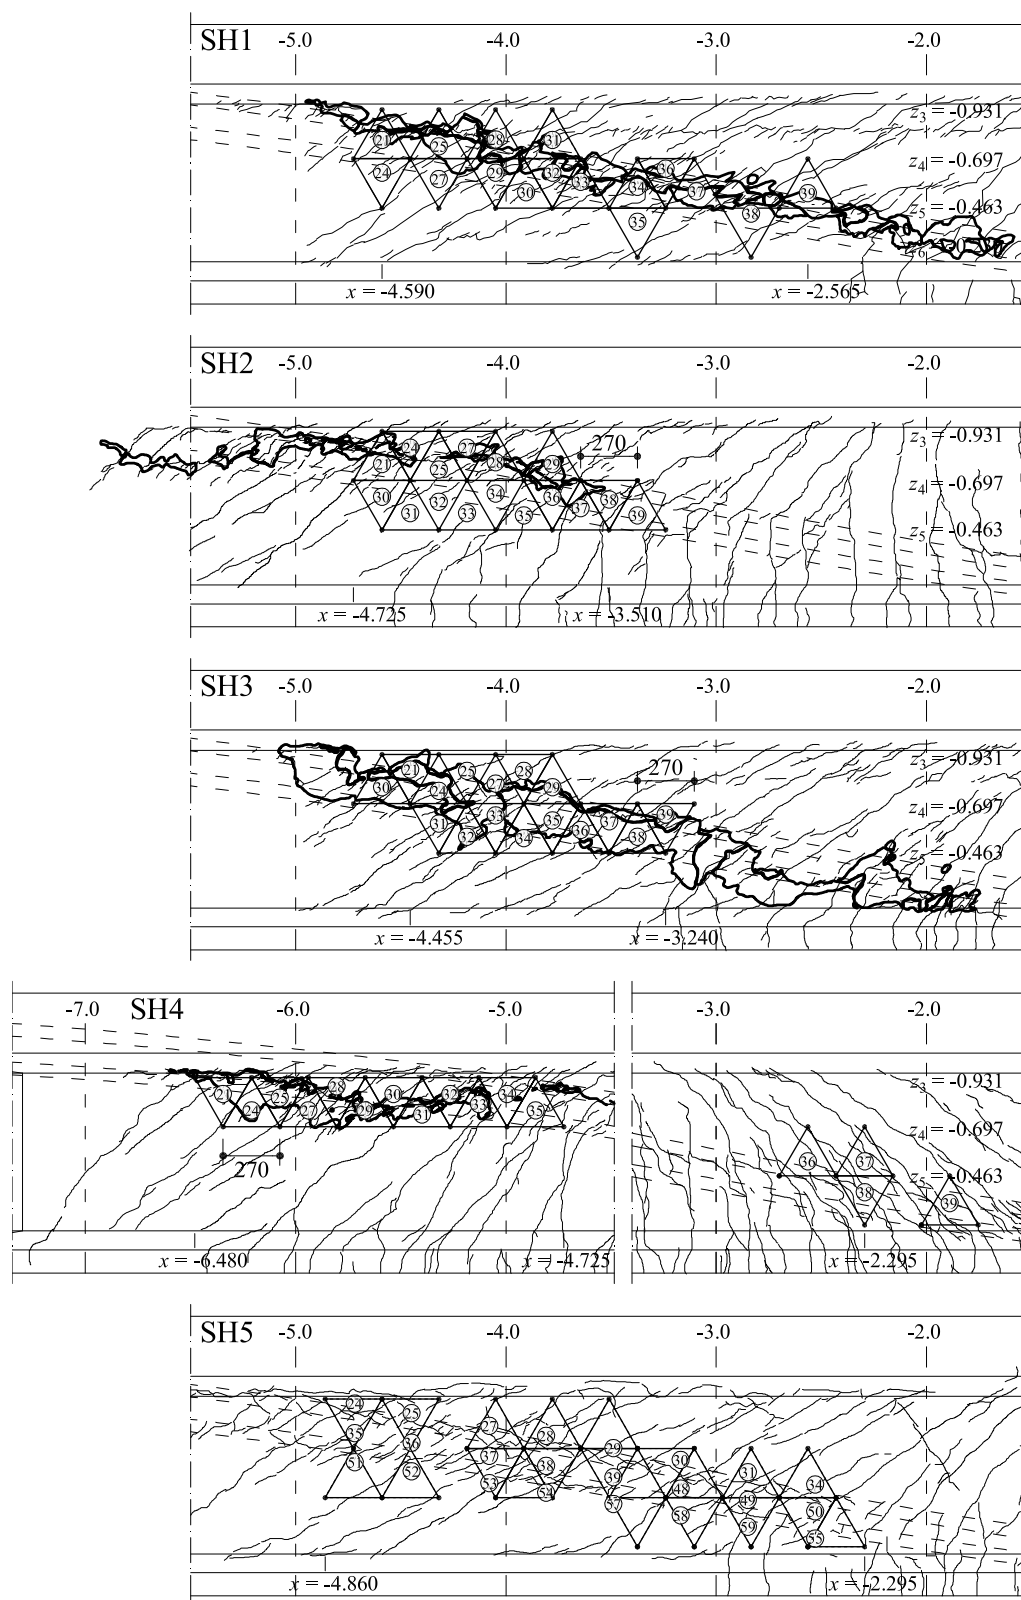 SH1 -5.0 -4.0 -3.0 -2.0
z3 = -0.931
21 25 28 31
z4 = -0.697
24 27 29 30 32 33 34 36 37 39
z5 = -0.463
35 38
x = -4.590 x = -2.565
SH2 -5.0 -4.0 -3.0 -2.0
z3 = -0.931
24 27 270
21 25 28 29
z4 = -0.697
30 31 32 33 34 35 36 37 38 39
z5 = -0.463
x = -4.725 x = -3.510
SH3 -5.0 -4.0 -3.0 -2.0
z3 = -0.931
21 25 28 270
30 24 27 29
z4 = -0.697
31 32 33 34 35 36 37 38 39
z5 = -0.463
x = -4.455 x = -3.240
-7.0 SH4 -6.0 -5.0 -3.0 -2.0
z3 = -0.931
21 24 25 27 28 29 30 31 32 33 34 35
z4 = -0.697
270 36 37
z5 = -0.463
38 39
x = -6.480 x = -4.725 x = -2.295
SH5 -5.0 -4.0 -3.0 -2.0
24 25 27 28
35 36 29
51 52 37 38 39 30 31 34
53 54 57 48 49 50
58 59 55
x = -4.860 x = -2.295